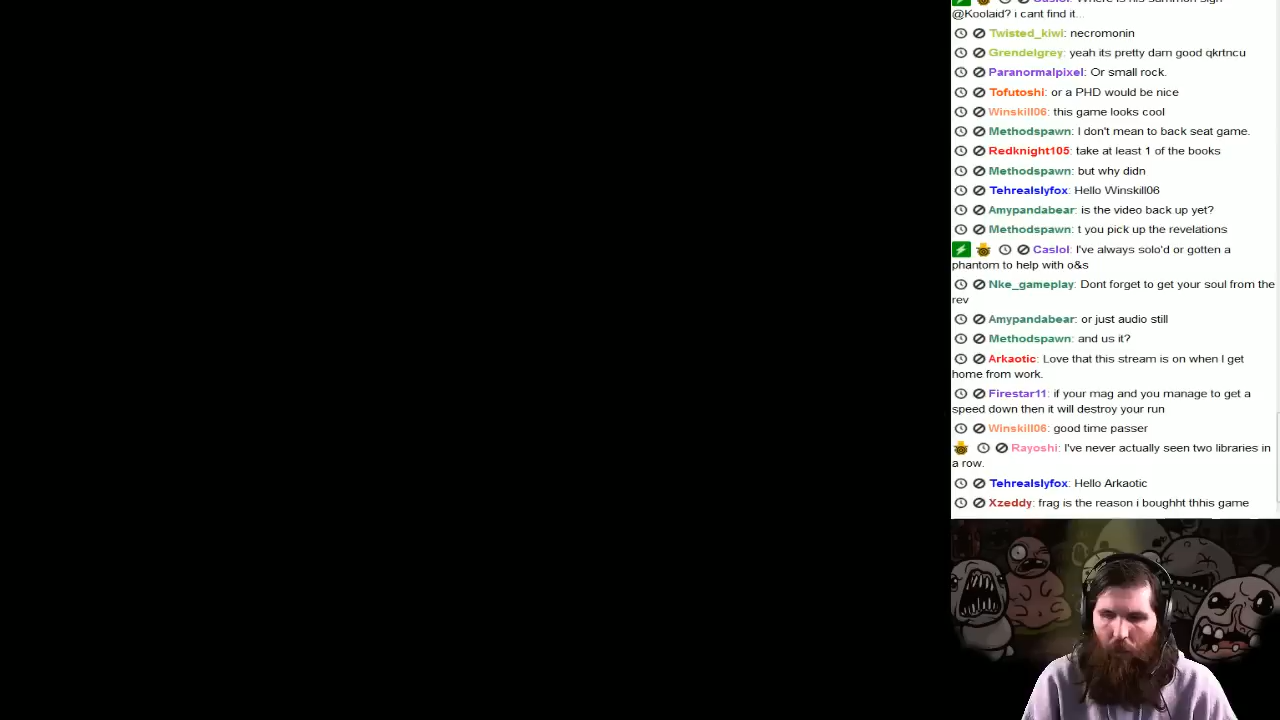 Caslol: Where is his summon sign
@Koolaid? i cant find it...
Twisted_kiwi: necromonin
Grendelgrey: yeah its pretty darn good qkrtncu
Paranormalpixel: Or small rock.
Tofutoshi: or a PHD would be nice
Winskill06: this game looks cool
Methodspawn: I don't mean to back seat game.
Redknight105: take at least 1 of the books
Methodspawn: but why didn
Tehrealslyfox: Hello Winskill06
Amypandabear: is the video back up yet?
Methodspawn: t you pick up the revelations
Caslol: I've always solo'd or gotten a
phantom to help with o&s
Nke_gameplay: Dont forget to get your soul from the
rev
Amypandabear: or just audio still
Methodspawn: and us it?
Arkaotic: Love that this stream is on when I get
home from work.
Firestar11: if your mag and you manage to get a
speed down then it will destroy your run
Winskill06: good time passer
Rayoshi: I've never actually seen two libraries in
a row.
Tehrealslyfox: Hello Arkaotic
Xzeddy: frag is the reason i boughht thhis game